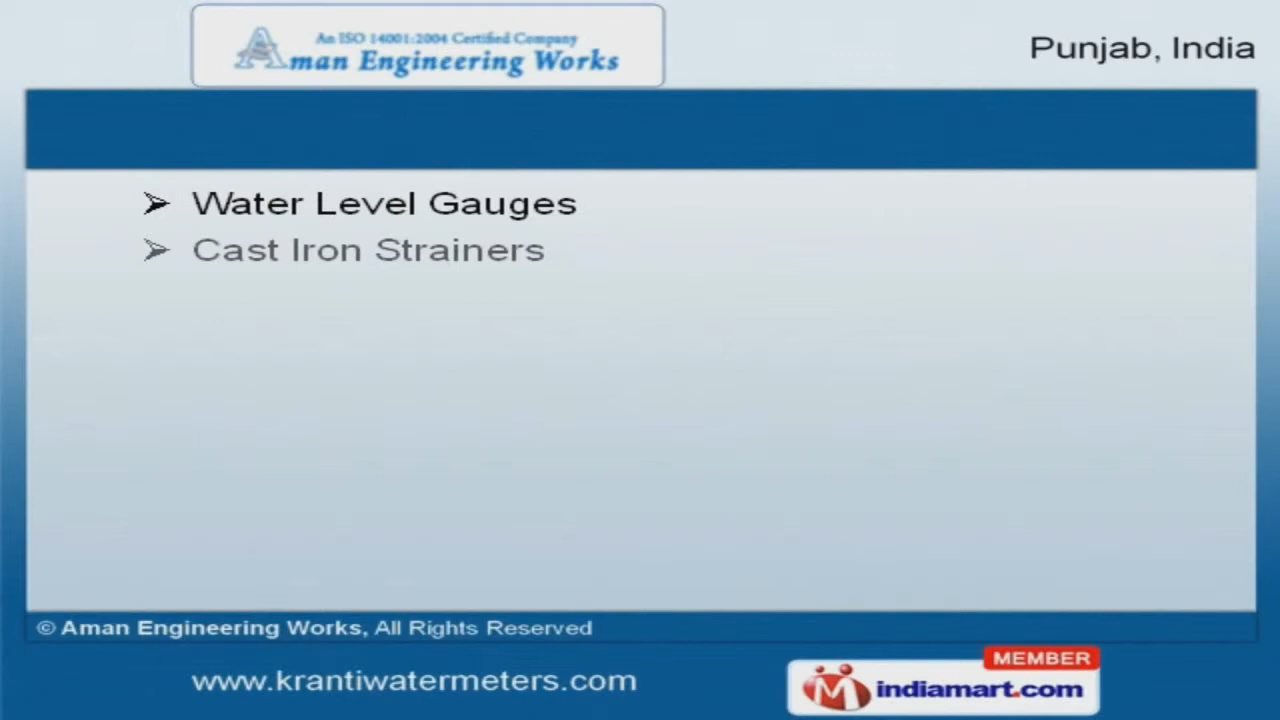 An ISO 14001:2004 Certified Company
Aman Engineering Works
Punjab, India
➢ Water Level Gauges
➢ Cast Iron Strainers
© Aman Engineering Works, All Rights Reserved
www.krantiwatermeters.com
MEMBER
indiamart.com